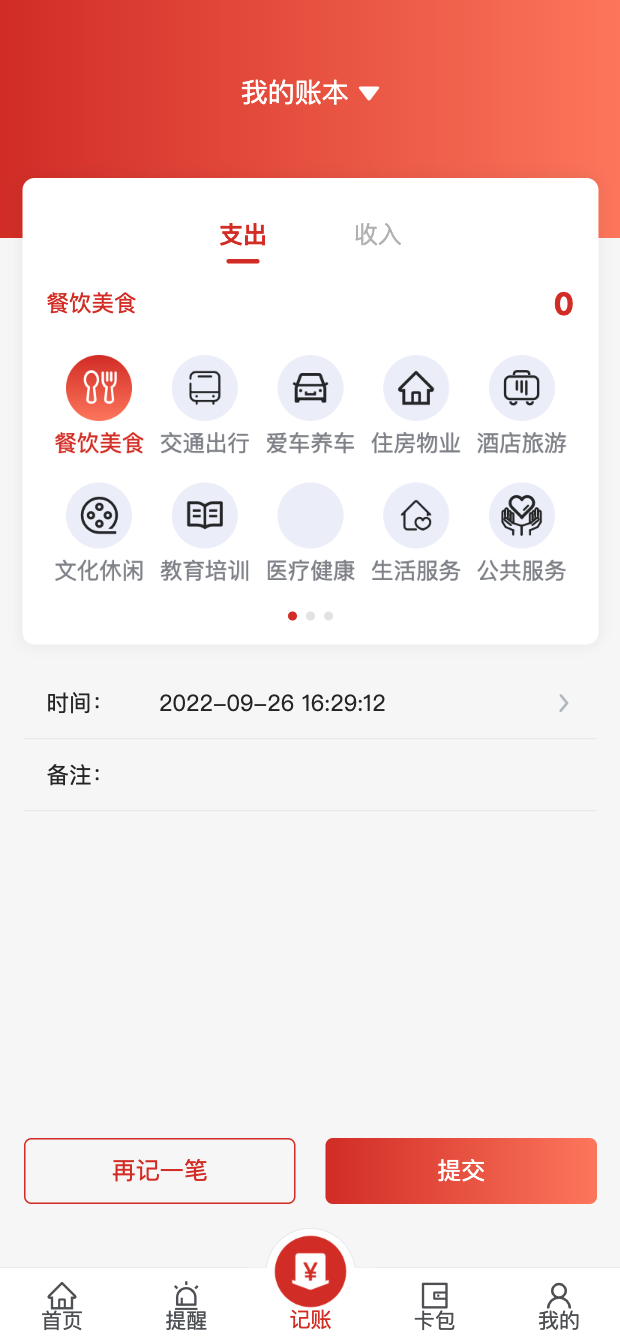 我的账本
支出 收入
餐饮美食 0
餐饮美食 交通出行 爱车养车 住房物业 酒店旅游
文化休闲 教育培训 医疗健康 生活服务 公共服务
时间: 2022-09-26 16:29:12
备注:
再记一笔 提交
¥
首页 提醒 记账 卡包 我的